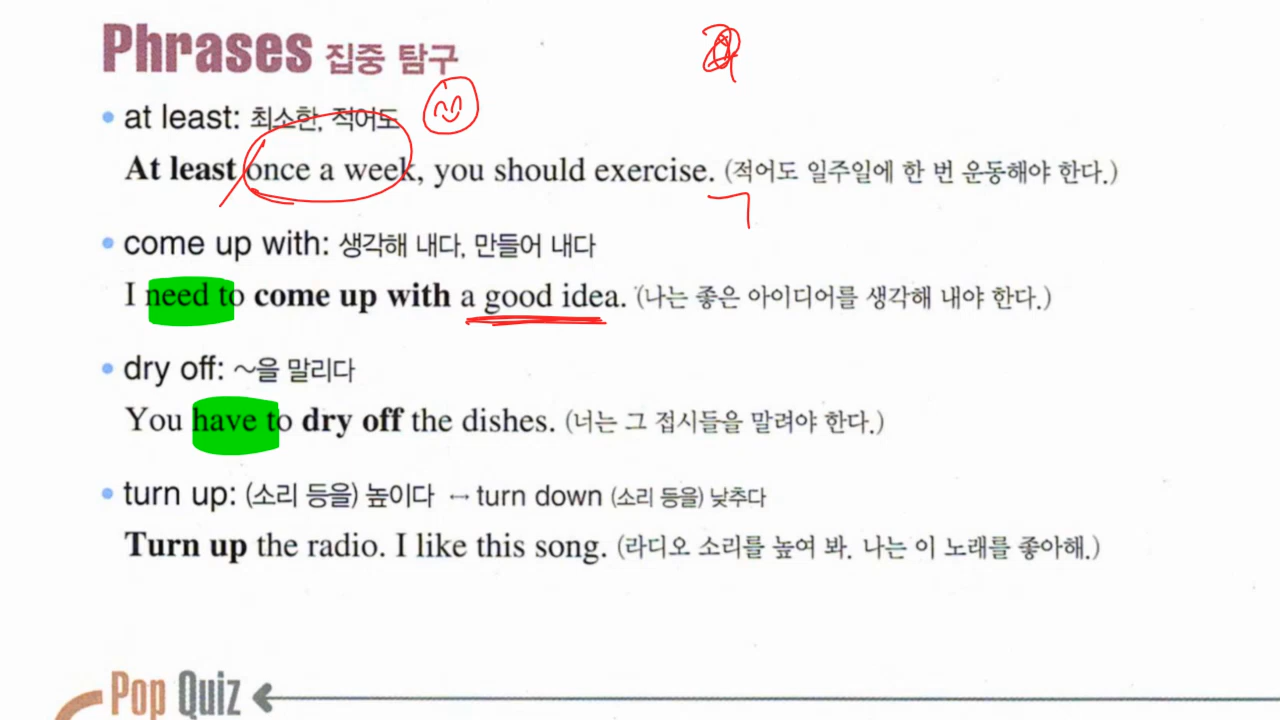 Phrases 집중 탐구
• at least: 최소한, 적어도
At least once a week, you should exercise. (적어도 일주일에 한 번 운동해야 한다.)
• come up with: 생각해 내다, 만들어 내다
I need to come up with a good idea. (나는 좋은 아이디어를 생각해 내야 한다.)
• dry off: ~을 말리다
You have to dry off the dishes. (너는 그 접시들을 말려야 한다.)
• turn up: (소리 등을) 높이다 ↔ turn down (소리 등을) 낮추다
Turn up the radio. I like this song. (라디오 소리를 높여 봐. 나는 이 노래를 좋아해.)
Pop Quiz